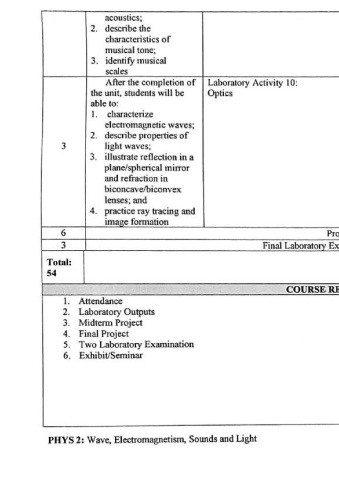 acoustics;
2. describe the
characteristics of
musical tone;
3. identify musical
scales
After the completion of
the unit, students will be
able to:
1. characterize
electromagnetic waves;
2. describe properties of
light waves;
3. illustrate reflection in a
plane/spherical mirror
and refraction in
biconcave/biconvex
lenses; and
4. practice ray tracing and
image formation
3
Laboratory Activity 10:
Optics
6 Pro
3 Final Laboratory Ex
Total:
54
COURSE RE
1. Attendance
2. Laboratory Outputs
3. Midterm Project
4. Final Project
5. Two Laboratory Examination
6. Exhibit/Seminar
PHYS 2: Wave, Electromagnetism, Sounds and Light